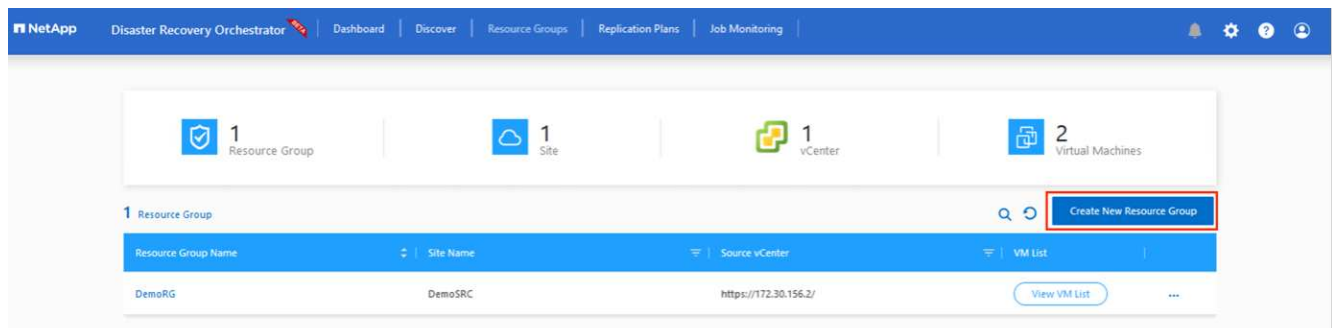 NetApp Disaster Recovery Orchestrator Dashboard Discover Resource Groups Replication Plans Job Monitoring
1 1 1 2
Resource Group Site vCenter Virtual Machines
1 Resource Group Create New Resource Group
Resource Group Name Site Name Source vCenter VM List
DemoRG DemoSRC https://172.30.156.2/ View VM List ...